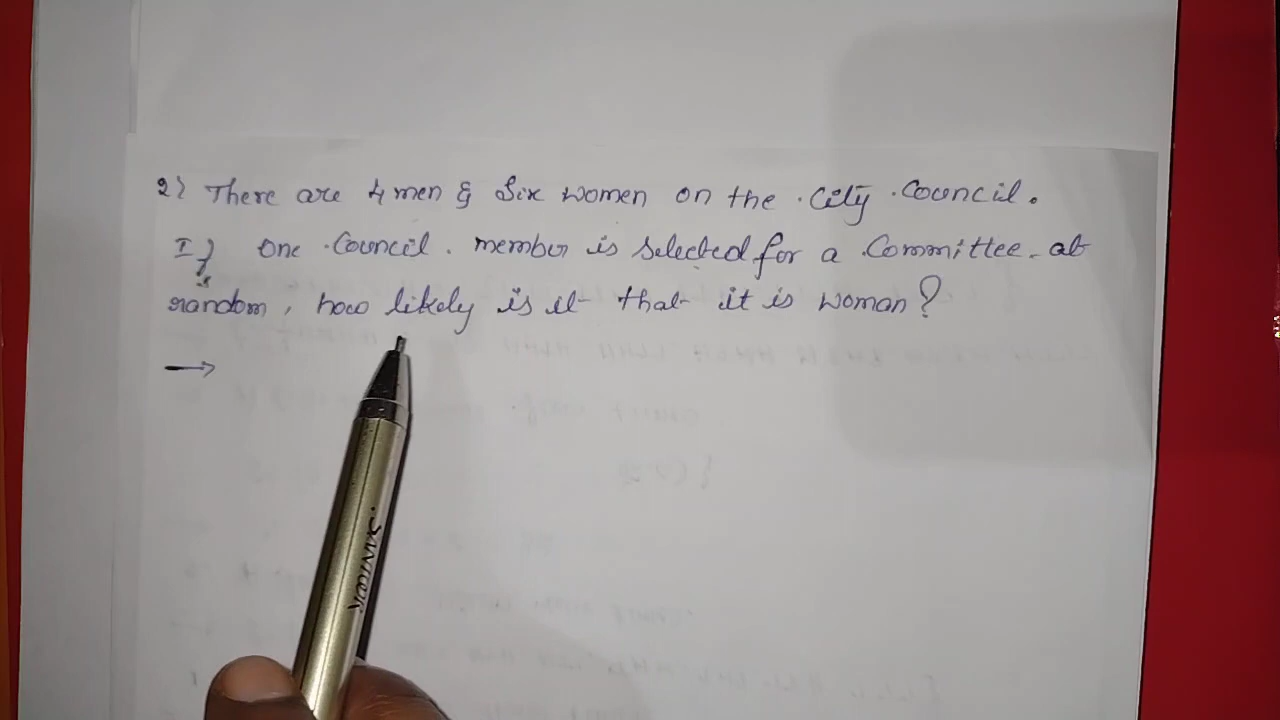 2) There are 4 men & Six women on the City Council.
If one Council member is selected for a Committee at
random, how likely is it that it is woman?
→